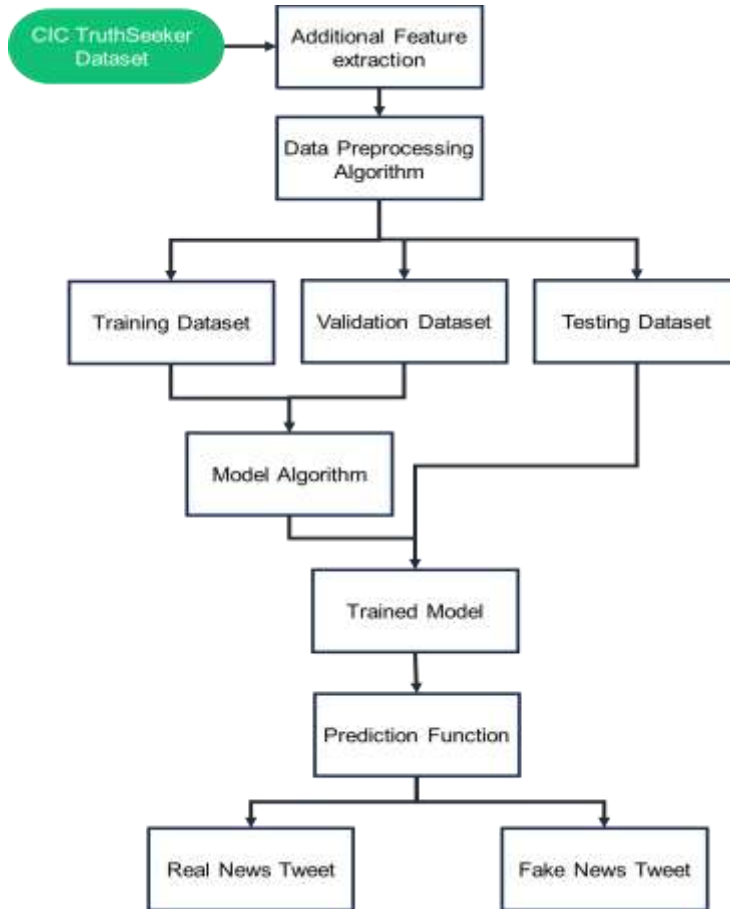 CIC TruthSeeker
Dataset
Additional Feature
extraction
Data Preprocessing
Algorithm
Training Dataset
Validation Dataset
Testing Dataset
Model Algorithm
Trained Model
Prediction Function
Real News Tweet
Fake News Tweet